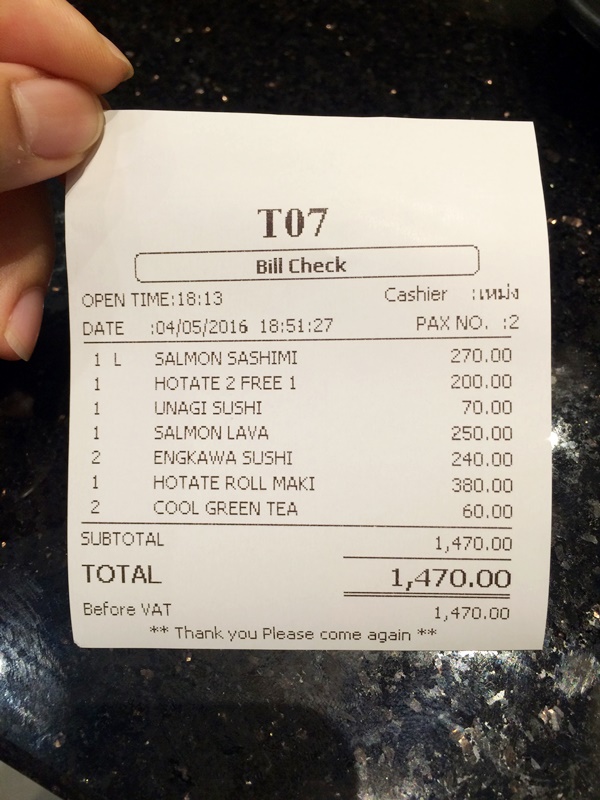 T07
Bill Check
OPEN TIME:18:13 Cashier :เหม่ง
DATE :04/05/2016 18:51:27 PAX NO. :2
1 L SALMON SASHIMI 270.00
1 HOTATE 2 FREE 1 200.00
1 UNAGI SUSHI 70.00
1 SALMON LAVA 250.00
2 ENGKAWA SUSHI 240.00
1 HOTATE ROLL MAKI 380.00
2 COOL GREEN TEA 60.00
SUBTOTAL 1,470.00
TOTAL 1,470.00
Before VAT 1,470.00
** Thank you Please come again **